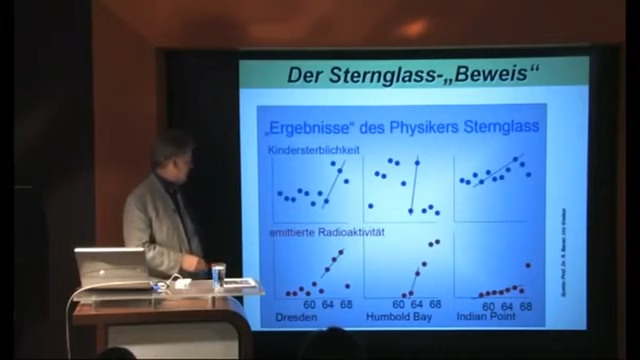 Der Sternglass-„Beweis“
„Ergebnisse“ des Physikers Sternglass
Kindersterblichkeit
emittierte Radioaktivität
60 64 68 60 64 68 60 64 68
Dresden Humbold Bay Indian Point